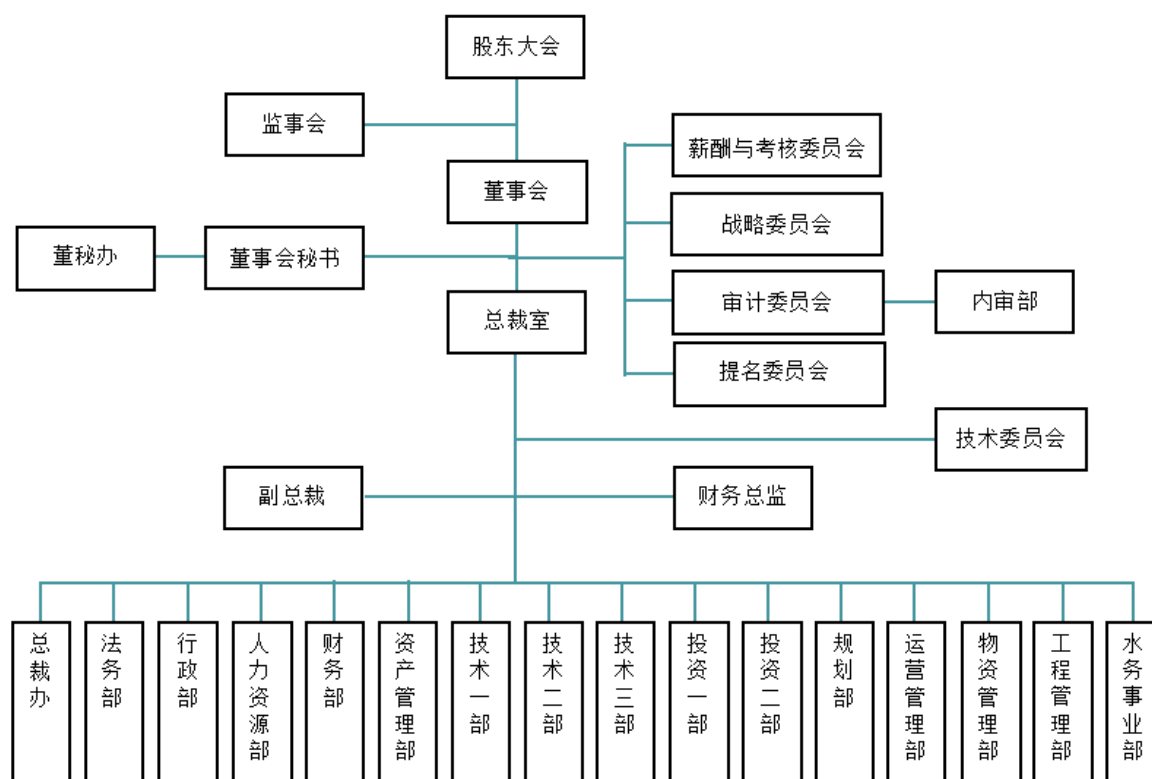 股东大会
监事会
薪酬与考核委员会
董事会
战略委员会
董秘办
董事会秘书
审计委员会
内审部
总裁室
提名委员会
技术委员会
副总裁
财务总监
总裁办
法务部
行政部
人力资源部
财务部
资产管理部
技术一部
技术二部
技术三部
投资一部
投资二部
规划部
运营管理部
物资管理部
工程管理部
水务事业部